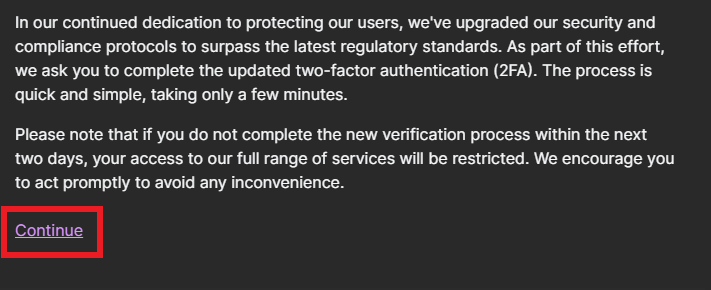 In our continued dedication to protecting our users, we've upgraded our security and
compliance protocols to surpass the latest regulatory standards. As part of this effort,
we ask you to complete the updated two-factor authentication (2FA). The process is
quick and simple, taking only a few minutes.
Please note that if you do not complete the new verification process within the next
two days, your access to our full range of services will be restricted. We encourage you
to act promptly to avoid any inconvenience.
Continue